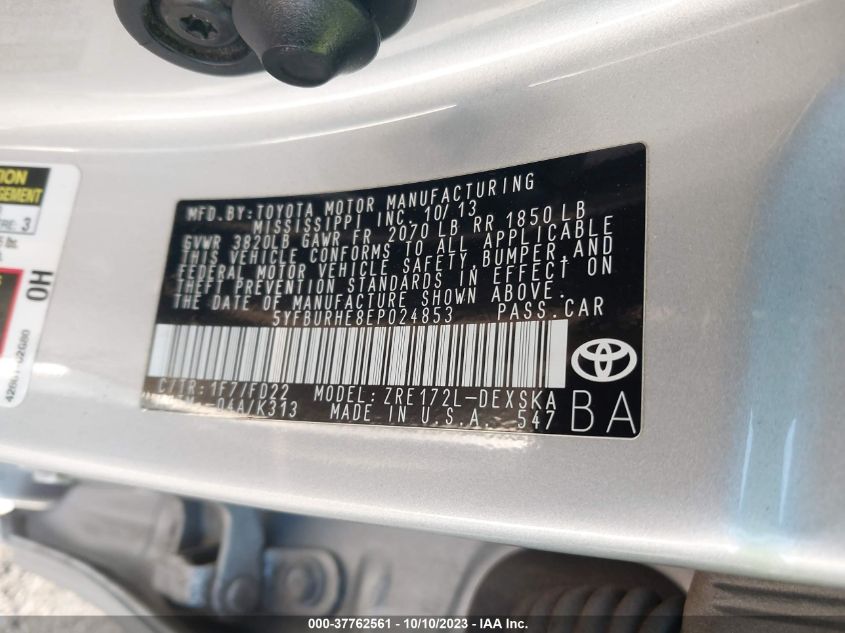 MFD.BY:TOYOTA MOTOR MANUFACTURING
MISSISSIPPI INC. 10/13
GVWR 3820LB GAWR FR 2070 LB RR 1850 LB
THIS VEHICLE CONFORMS TO ALL APPLICABLE
FEDERAL MOTOR VEHICLE SAFETY, BUMPER, AND
THEFT PREVENTION STANDARDS IN EFFECT ON
THE DATE OF MANUFACTURE SHOWN ABOVE.
5YFBURHE8EP024853 PASS.CAR
C/TR:1F7/FD22 MODEL:ZRE172L-DEXSKA
04A/K313 MADE IN U.S.A. 547
BA
OH
000-37762561 - 10/10/2023 - © IAA Inc.